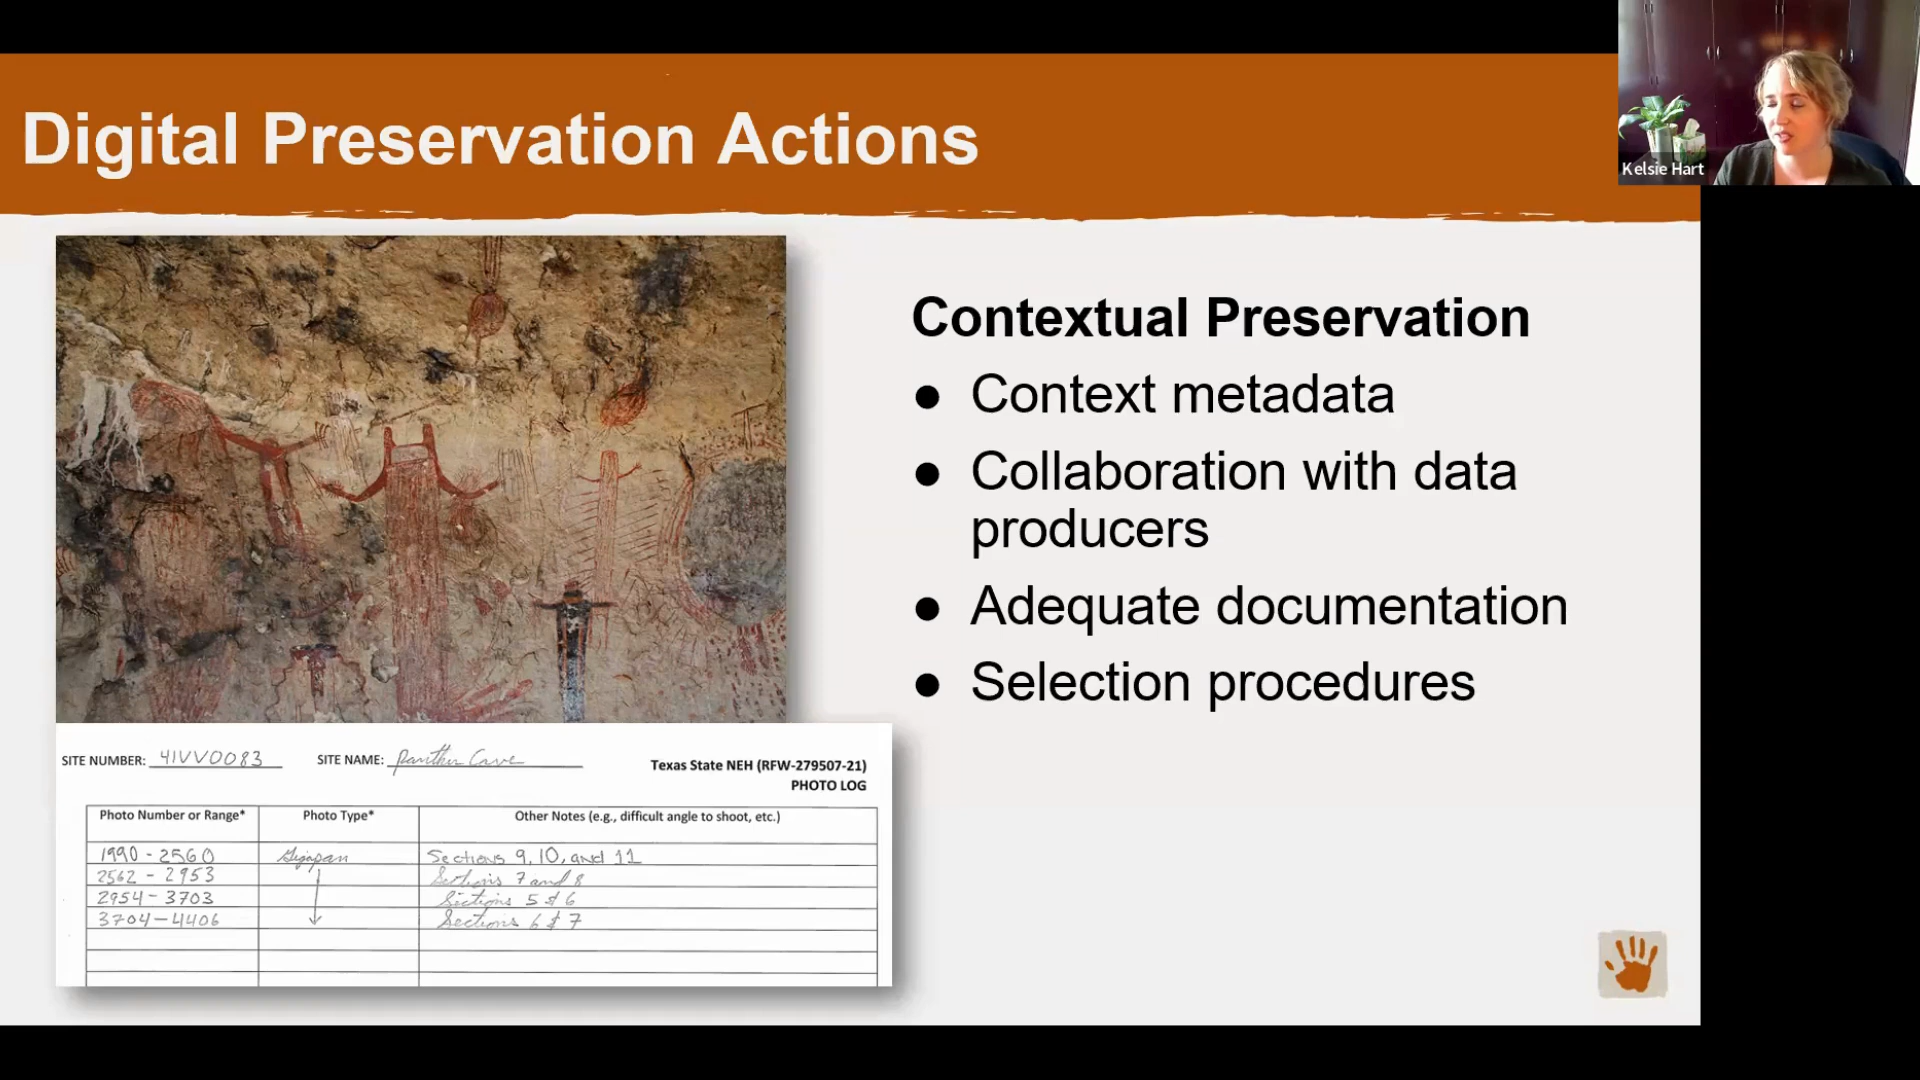 Digital Preservation Actions
Kelsie Hart
Contextual Preservation
● Context metadata
● Collaboration with data
producers
● Adequate documentation
● Selection procedures
SITE NUMBER: 41VV0083 SITE NAME: Panther Cave
Texas State NEH (RFW-279507-21)
PHOTO LOG
Photo Number or Range* Photo Type* Other Notes (e.g., difficult angle to shoot, etc.)
1990 - 2560 Gigapan Sections 9, 10, and 11
2562 - 2953 Sections 7 and 8
2954 - 3703 Sections 5 & 6
3704 - 4406 Sections 6 & 7